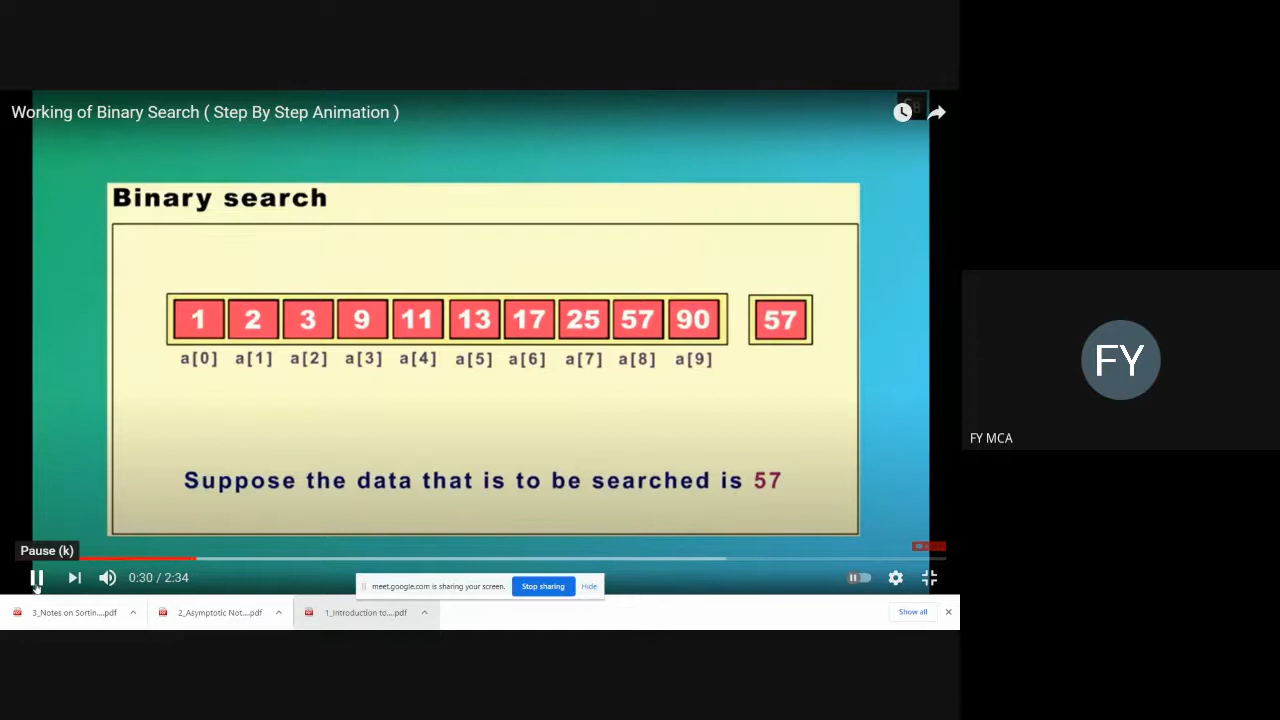 Working of Binary Search ( Step By Step Animation )
Binary search
1 2 3 9 11 13 17 25 57 90 57
a[0] a[1] a[2] a[3] a[4] a[5] a[6] a[7] a[8] a[9]
Suppose the data that is to be searched is 57
FY
FY MCA
Pause (k)
0:30 / 2:34
meet.google.com is sharing your screen. Stop sharing Hide
3_Notes on Sortin....pdf 2_Asymptotic Not....pdf 1_Introduction to....pdf Show all